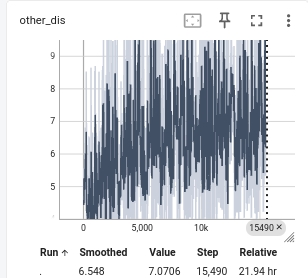 other_dis
9
8
7
6
5
0 5,000 10k 15490 ×
Run ↑ Smoothed Value Step Relative
. 6.548 7.0706 15,490 21.94 hr